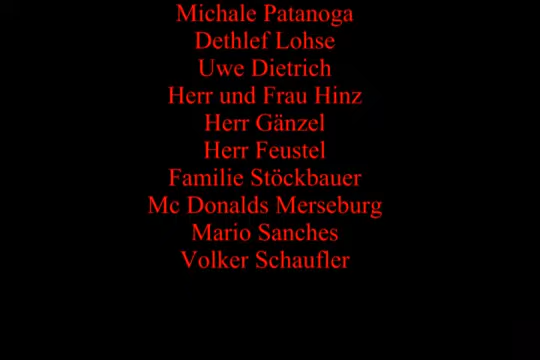 Michale Patanoga
Dethlef Lohse
Uwe Dietrich
Herr und Frau Hinz
Herr Gänzel
Herr Feustel
Familie Stöckbauer
Mc Donalds Merseburg
Mario Sanches
Volker Schaufler